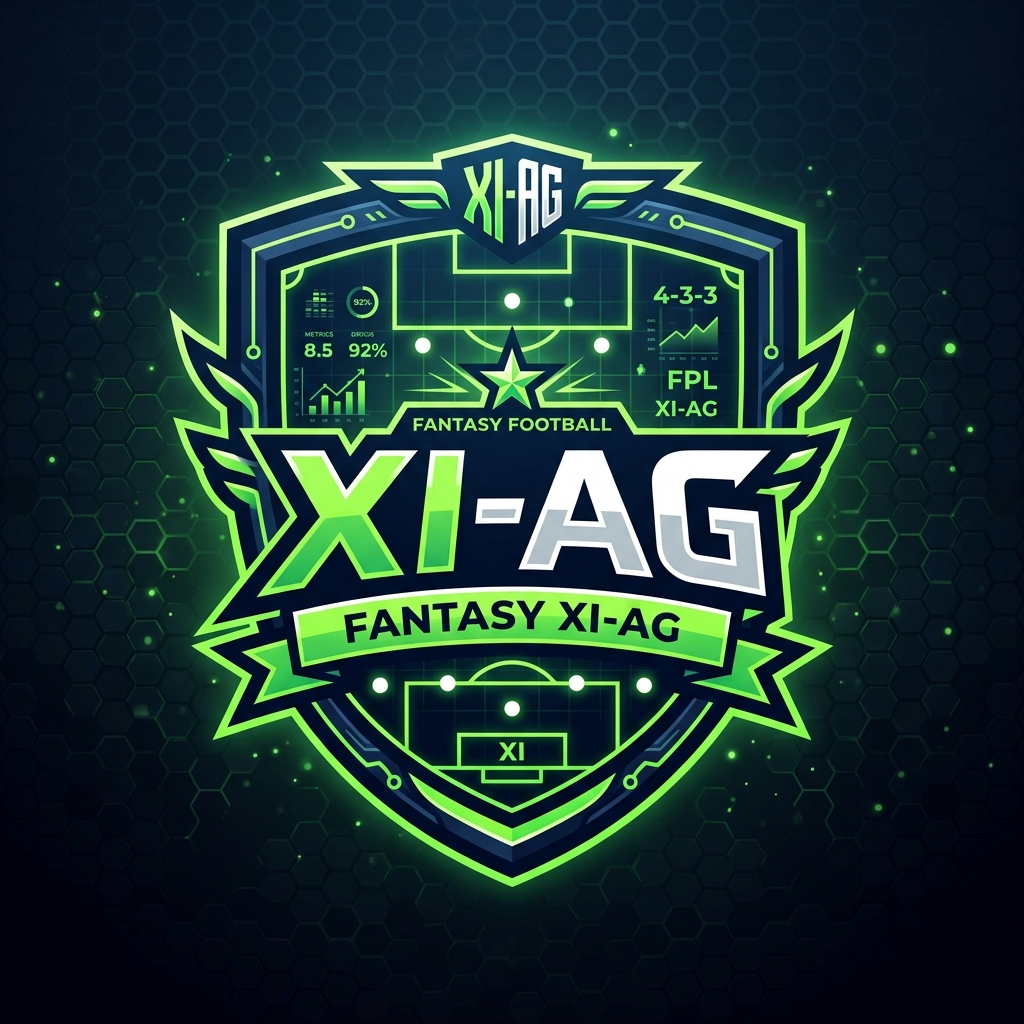 XI-AG
92%
METRICS
8.5
92%
4-3-3
FPL
XI-AG
FANTASY FOOTBALL
XI-AG
FANTASY XI-AG
XI